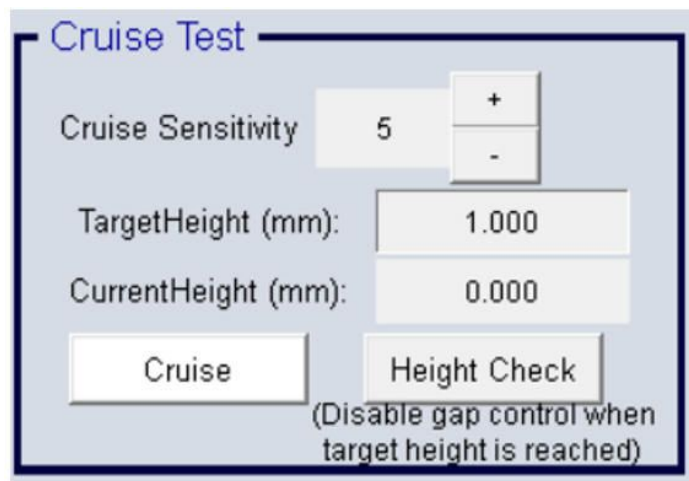 Cruise Test
Cruise Sensitivity 5 +
-
TargetHeight (mm): 1.000
CurrentHeight (mm): 0.000
Cruise Height Check
(Disable gap control when
target height is reached)